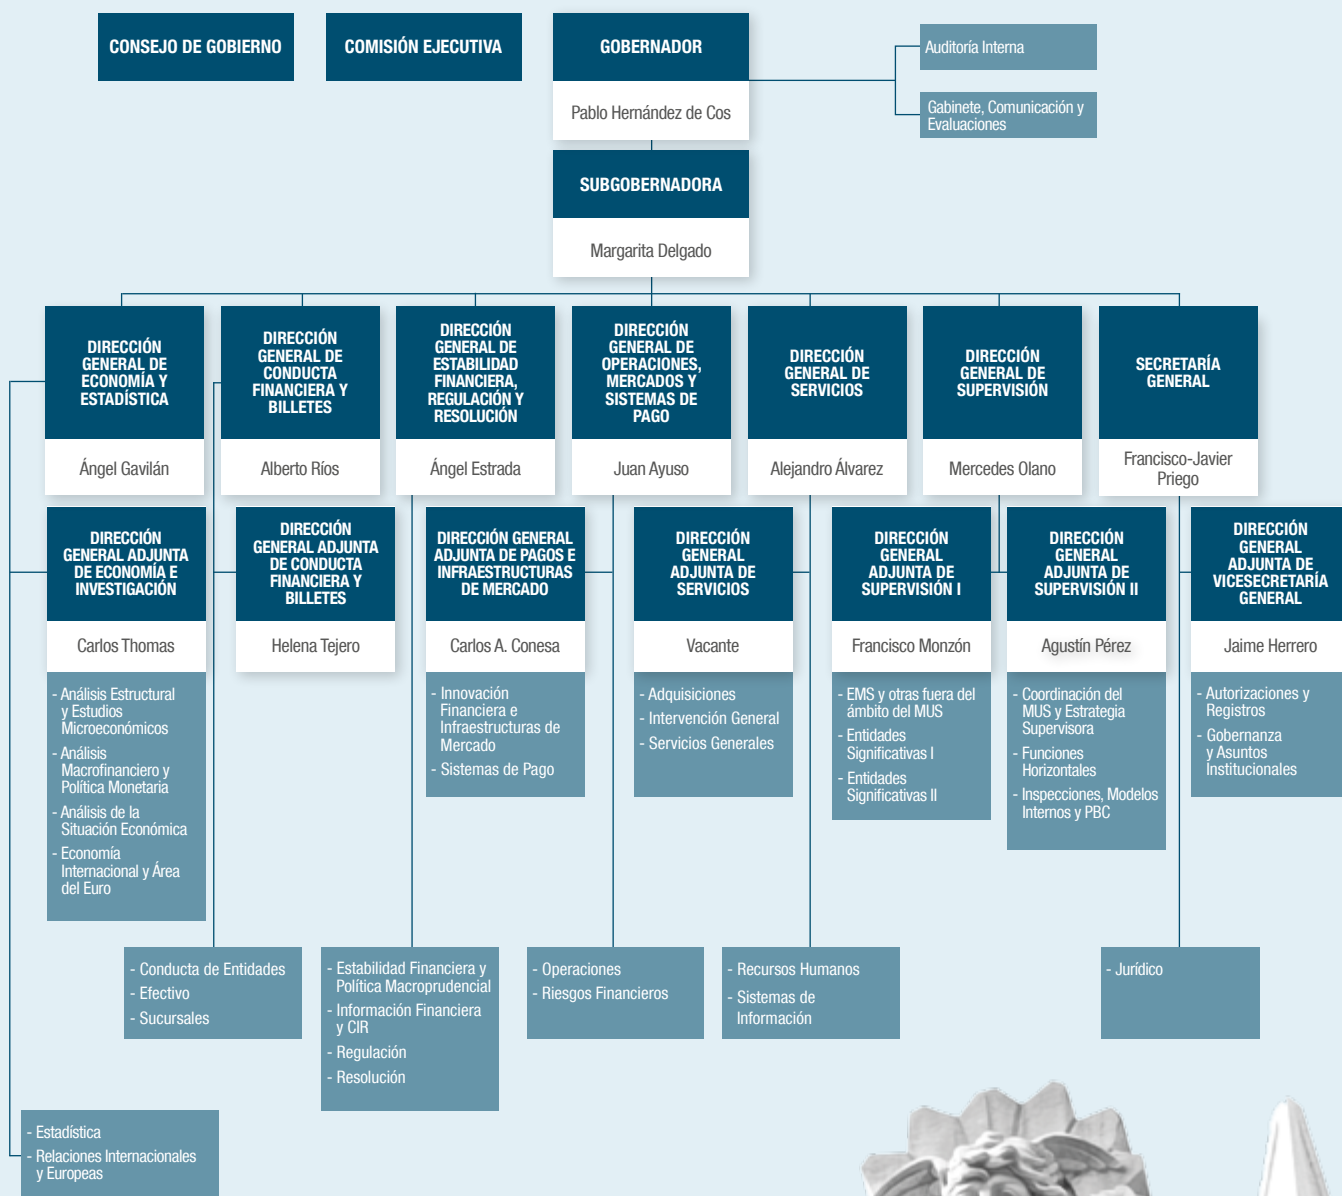 CONSEJO DE GOBIERNO
COMISIÓN EJECUTIVA
GOBERNADOR
Pablo Hernández de Cos
Auditoría Interna
Gabinete, Comunicación y
Evaluaciones
SUBGOBERNADORA
Margarita Delgado
DIRECCIÓN
GENERAL DE
ECONOMÍA Y
ESTADÍSTICA
Ángel Gavilán
DIRECCIÓN
GENERAL DE
CONDUCTA
FINANCIERA Y
BILLETES
Alberto Ríos
DIRECCIÓN
GENERAL DE
ESTABILIDAD
FINANCIERA,
REGULACIÓN Y
RESOLUCIÓN
Ángel Estrada
DIRECCIÓN
GENERAL DE
OPERACIONES,
MERCADOS Y
SISTEMAS DE
PAGO
Juan Ayuso
DIRECCIÓN
GENERAL DE
SERVICIOS
Alejandro Álvarez
DIRECCIÓN
GENERAL DE
SUPERVISIÓN
Mercedes Olano
SECRETARÍA
GENERAL
Francisco-Javier
Priego
DIRECCIÓN
GENERAL ADJUNTA
DE ECONOMÍA E
INVESTIGACIÓN
Carlos Thomas
- Análisis Estructural
y Estudios
Microeconómicos
- Análisis
Macrofinanciero y
Política Monetaria
- Análisis de la
Situación Económica
- Economía
Internacional y Área
del Euro
DIRECCIÓN
GENERAL ADJUNTA
DE CONDUCTA
FINANCIERA Y
BILLETES
Helena Tejero
DIRECCIÓN GENERAL
ADJUNTA DE PAGOS E
INFRAESTRUCTURAS
DE MERCADO
Carlos A. Conesa
- Innovación
Financiera e
Infraestructuras de
Mercado
- Sistemas de Pago
DIRECCIÓN
GENERAL
ADJUNTA DE
SERVICIOS
Vacante
- Adquisiciones
- Intervención General
- Servicios Generales
DIRECCIÓN
GENERAL
ADJUNTA DE
SUPERVISIÓN I
Francisco Monzón
- EMS y otras fuera del
ámbito del MUS
- Entidades
Significativas I
- Entidades
Significativas II
DIRECCIÓN
GENERAL
ADJUNTA DE
SUPERVISIÓN II
Agustín Pérez
- Coordinación del
MUS y Estrategia
Supervisora
- Funciones
Horizontales
- Inspecciones, Modelos
Internos y PBC
DIRECCIÓN
GENERAL
ADJUNTA DE
VICESECRETARÍA
GENERAL
Jaime Herrero
- Autorizaciones y
Registros
- Gobernanza
y Asuntos
Institucionales
- Conducta de Entidades
- Efectivo
- Sucursales
- Estabilidad Financiera y
Política Macroprudencial
- Información Financiera
y CIR
- Regulación
- Resolución
- Operaciones
- Riesgos Financieros
- Recursos Humanos
- Sistemas de
Información
- Jurídico
- Estadística
- Relaciones Internacionales
y Europeas